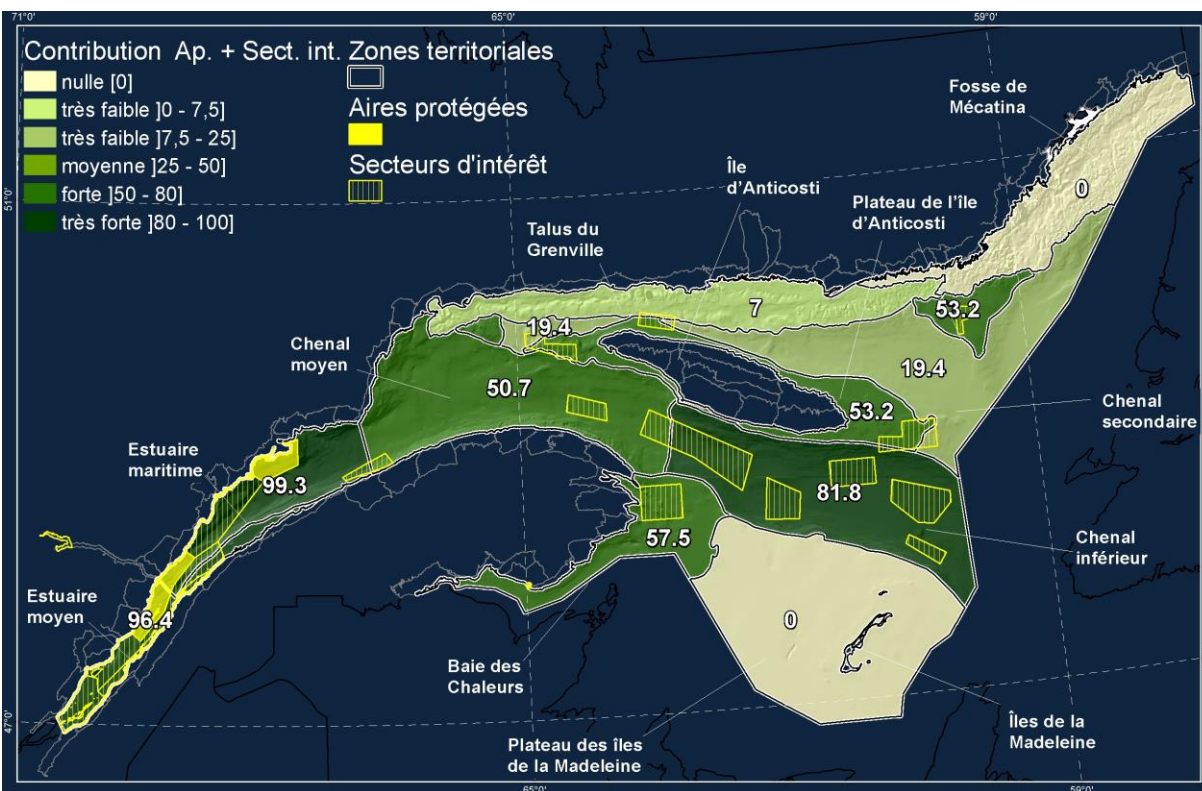 71°0'
65°0'
59°0'
Contribution Ap. + Sect. int.
nulle [0]
très faible ]0 - 7,5]
très faible ]7,5 - 25]
moyenne ]25 - 50]
forte ]50 - 80]
très forte ]80 - 100]
Zones territoriales
Aires protégées
Secteurs d'intérêt
Fosse de
Mécatina
Île
d'Anticosti
Plateau de l'île
d'Anticosti
Talus du
Grenville
51°0'
0
7
53.2
19.4
19.4
Chenal
moyen
50.7
53.2
Chenal
secondaire
Estuaire
maritime
99.3
81.8
57.5
Chenal
inférieur
Estuaire
moyen
96.4
0
Baie des
Chaleurs
47°0'
Plateau des îles
de la Madeleine
Îles de la
Madeleine
65°0'
59°0'